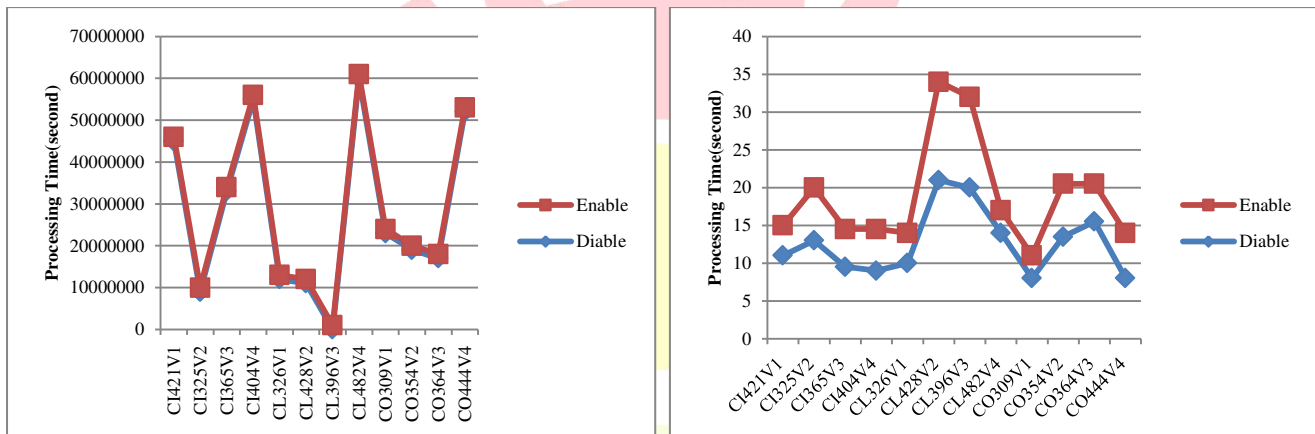 70000000
60000000
50000000
40000000
30000000
20000000
10000000
0
Processing Time(second)
CI421V1
CI325V2
CI365V3
CI404V4
CL326V1
CL428V2
CL396V3
CL482V4
CO309V1
CO354V2
CO364V3
CO444V4
Enable
Diable
40
35
30
25
20
15
10
5
0
Processing Time(second)
CI421V1
CI325V2
CI365V3
CI404V4
CL326V1
CL428V2
CL396V3
CL482V4
CO309V1
CO354V2
CO364V3
CO444V4
Enable
Diable